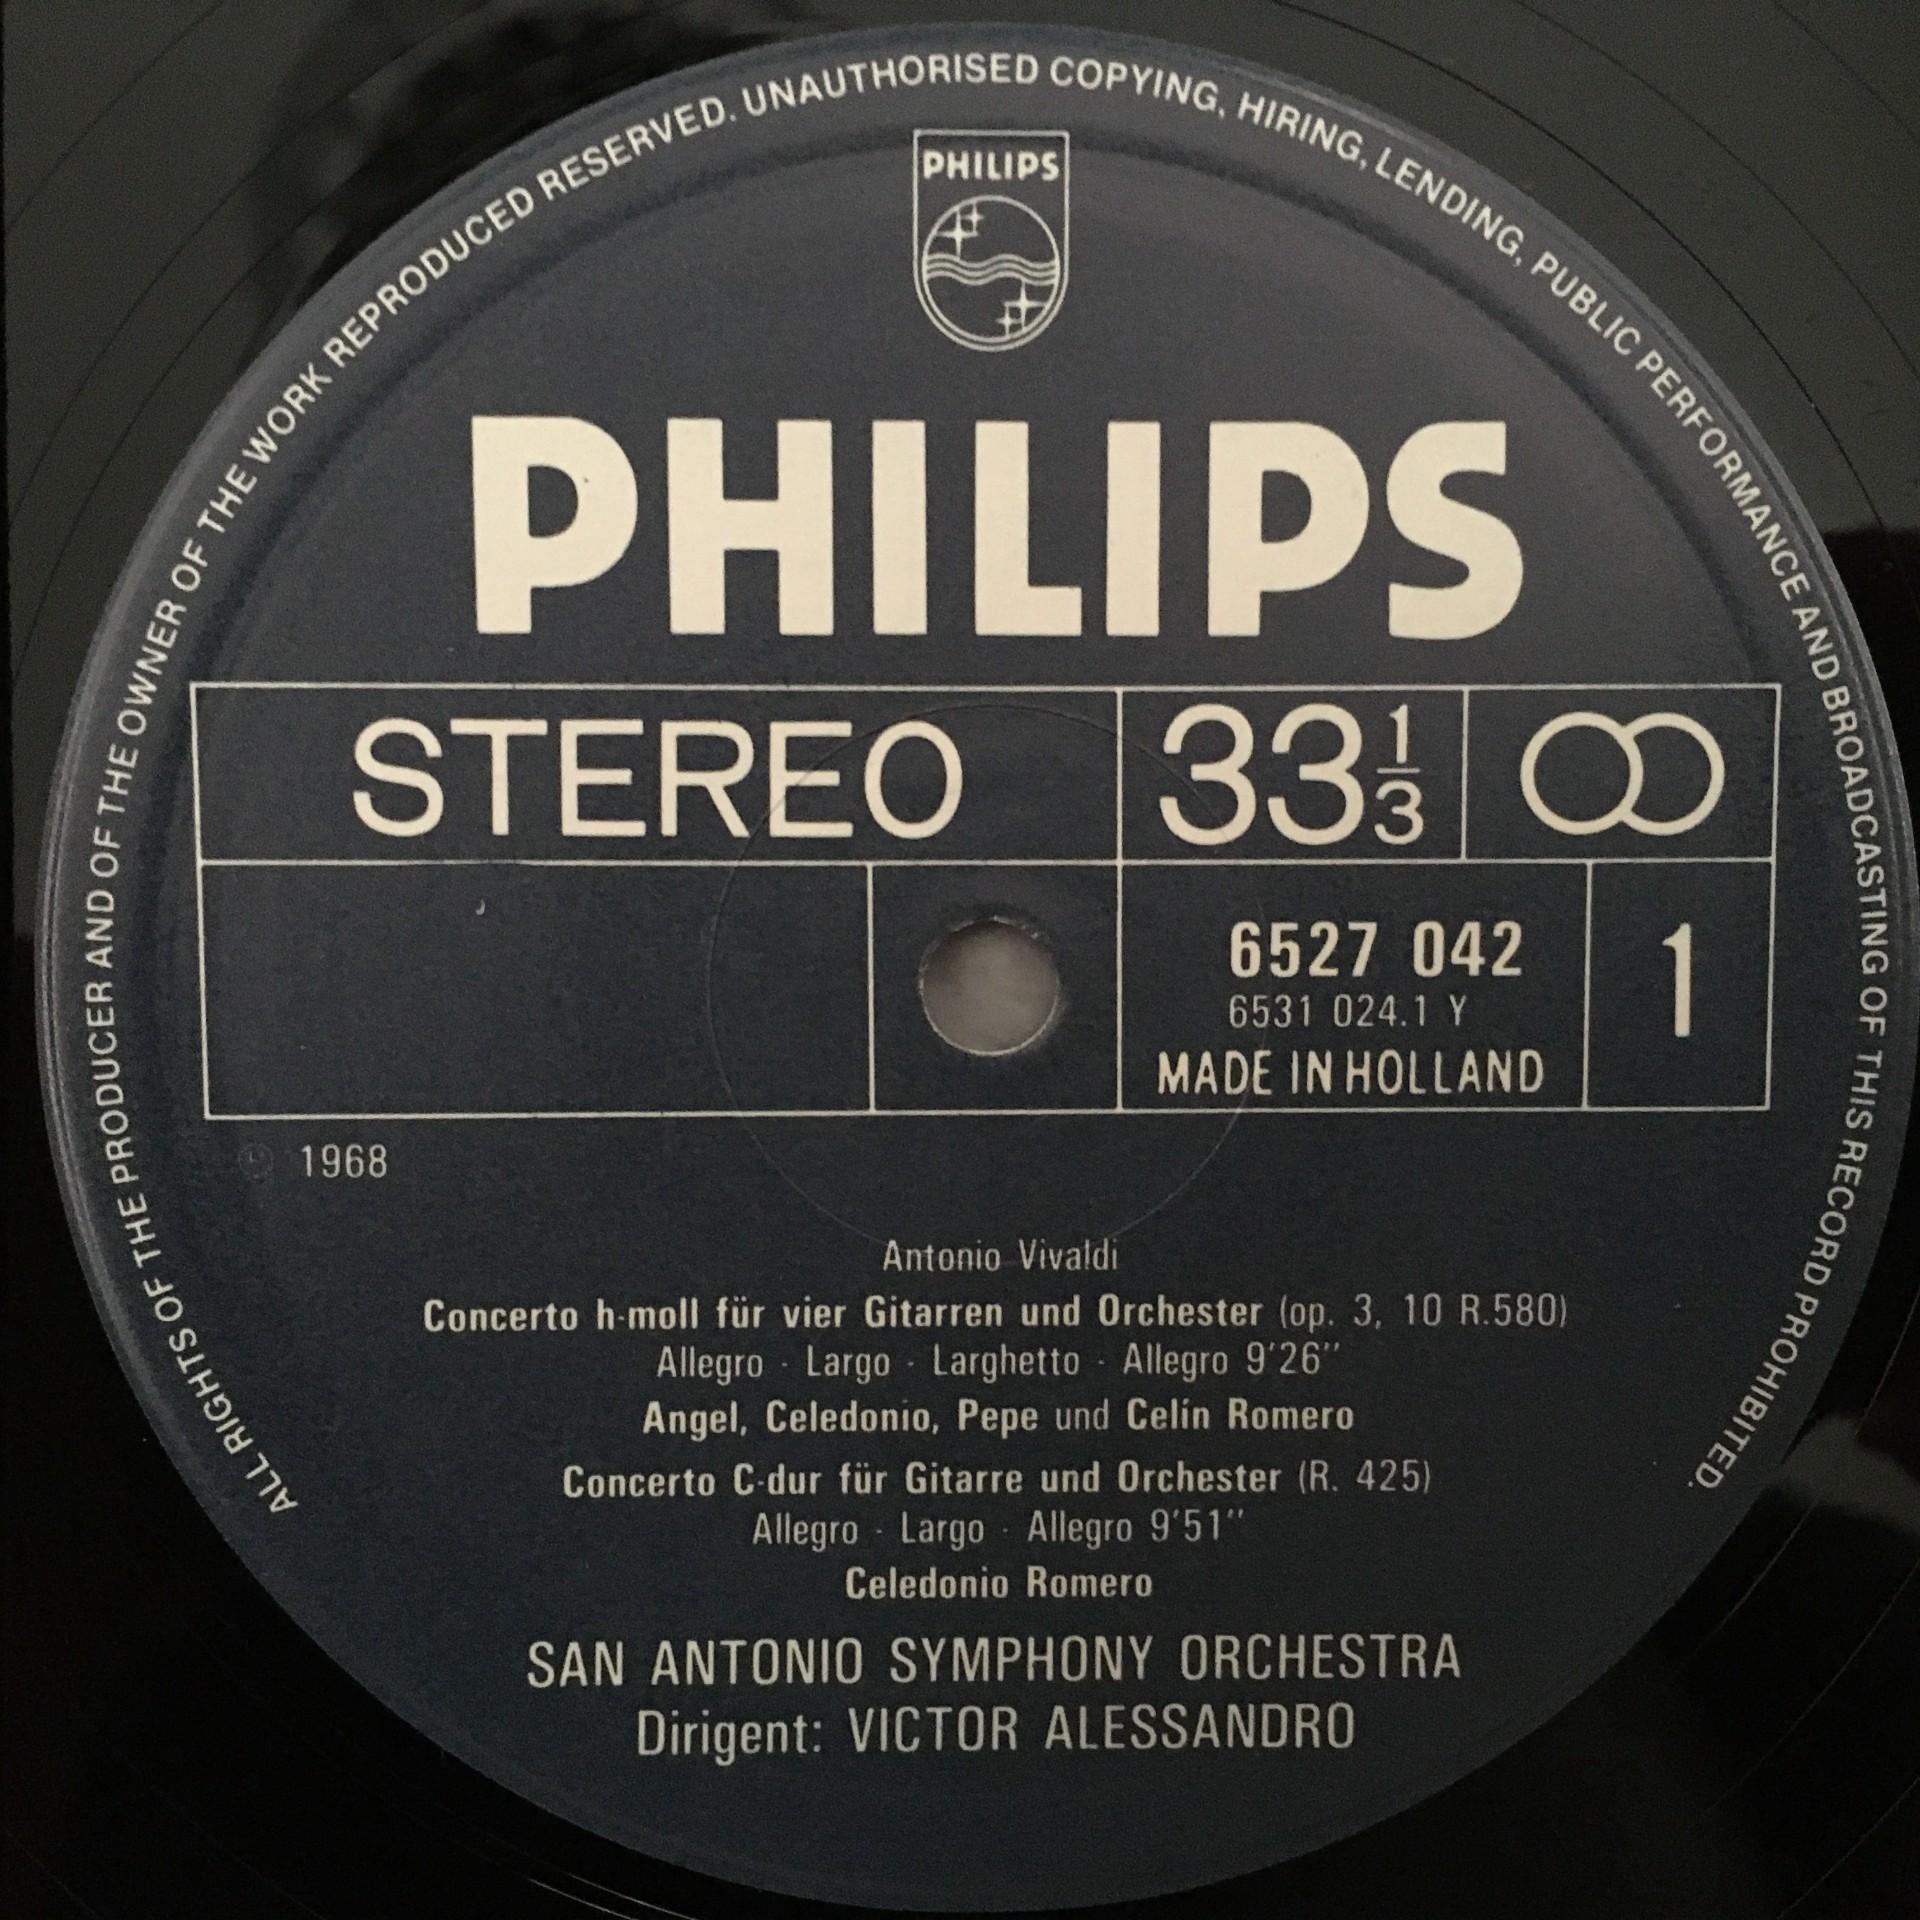 ALL RIGHTS OF THE PRODUCER AND OF THE OWNER OF THE WORK REPRODUCED RESERVED. UNAUTHORISED COPYING, HIRING, LENDING, PUBLIC PERFORMANCE AND BROADCASTING OF THIS RECORD PROHIBITED.
PHILIPS
PHILIPS
STEREO 33 1/3
6527 042 1
6531 024.1 Y
MADE IN HOLLAND
℗ 1968
Antonio Vivaldi
Concerto h-moll für vier Gitarren und Orchester (op. 3, 10 R.580)
Allegro - Largo - Larghetto - Allegro 9'26''
Angel, Celedonio, Pepe und Celin Romero
Concerto C-dur für Gitarre und Orchester (R. 425)
Allegro - Largo - Allegro 9'51''
Celedonio Romero
SAN ANTONIO SYMPHONY ORCHESTRA
Dirigent: VICTOR ALESSANDRO